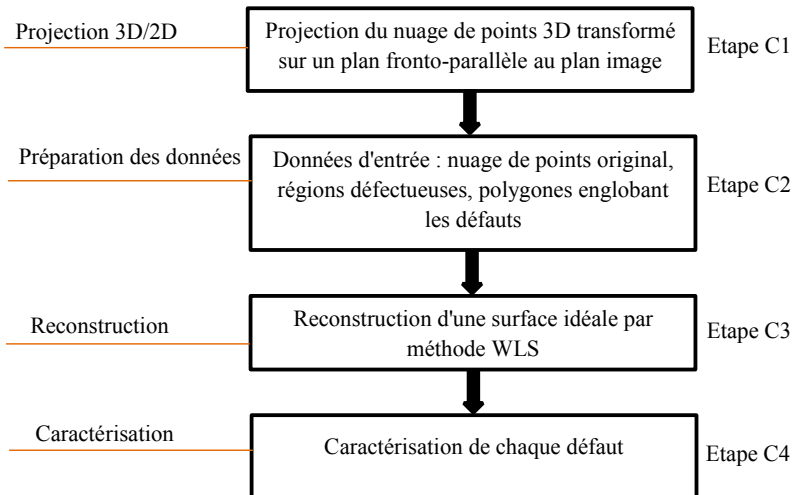 Projection 3D/2D
Projection du nuage de points 3D transformé
sur un plan fronto-parallèle au plan image
Etape C1
Préparation des données
Données d'entrée : nuage de points original,
régions défectueuses, polygones englobant
les défauts
Etape C2
Reconstruction
Reconstruction d'une surface idéale par
méthode WLS
Etape C3
Caractérisation
Caractérisation de chaque défaut
Etape C4